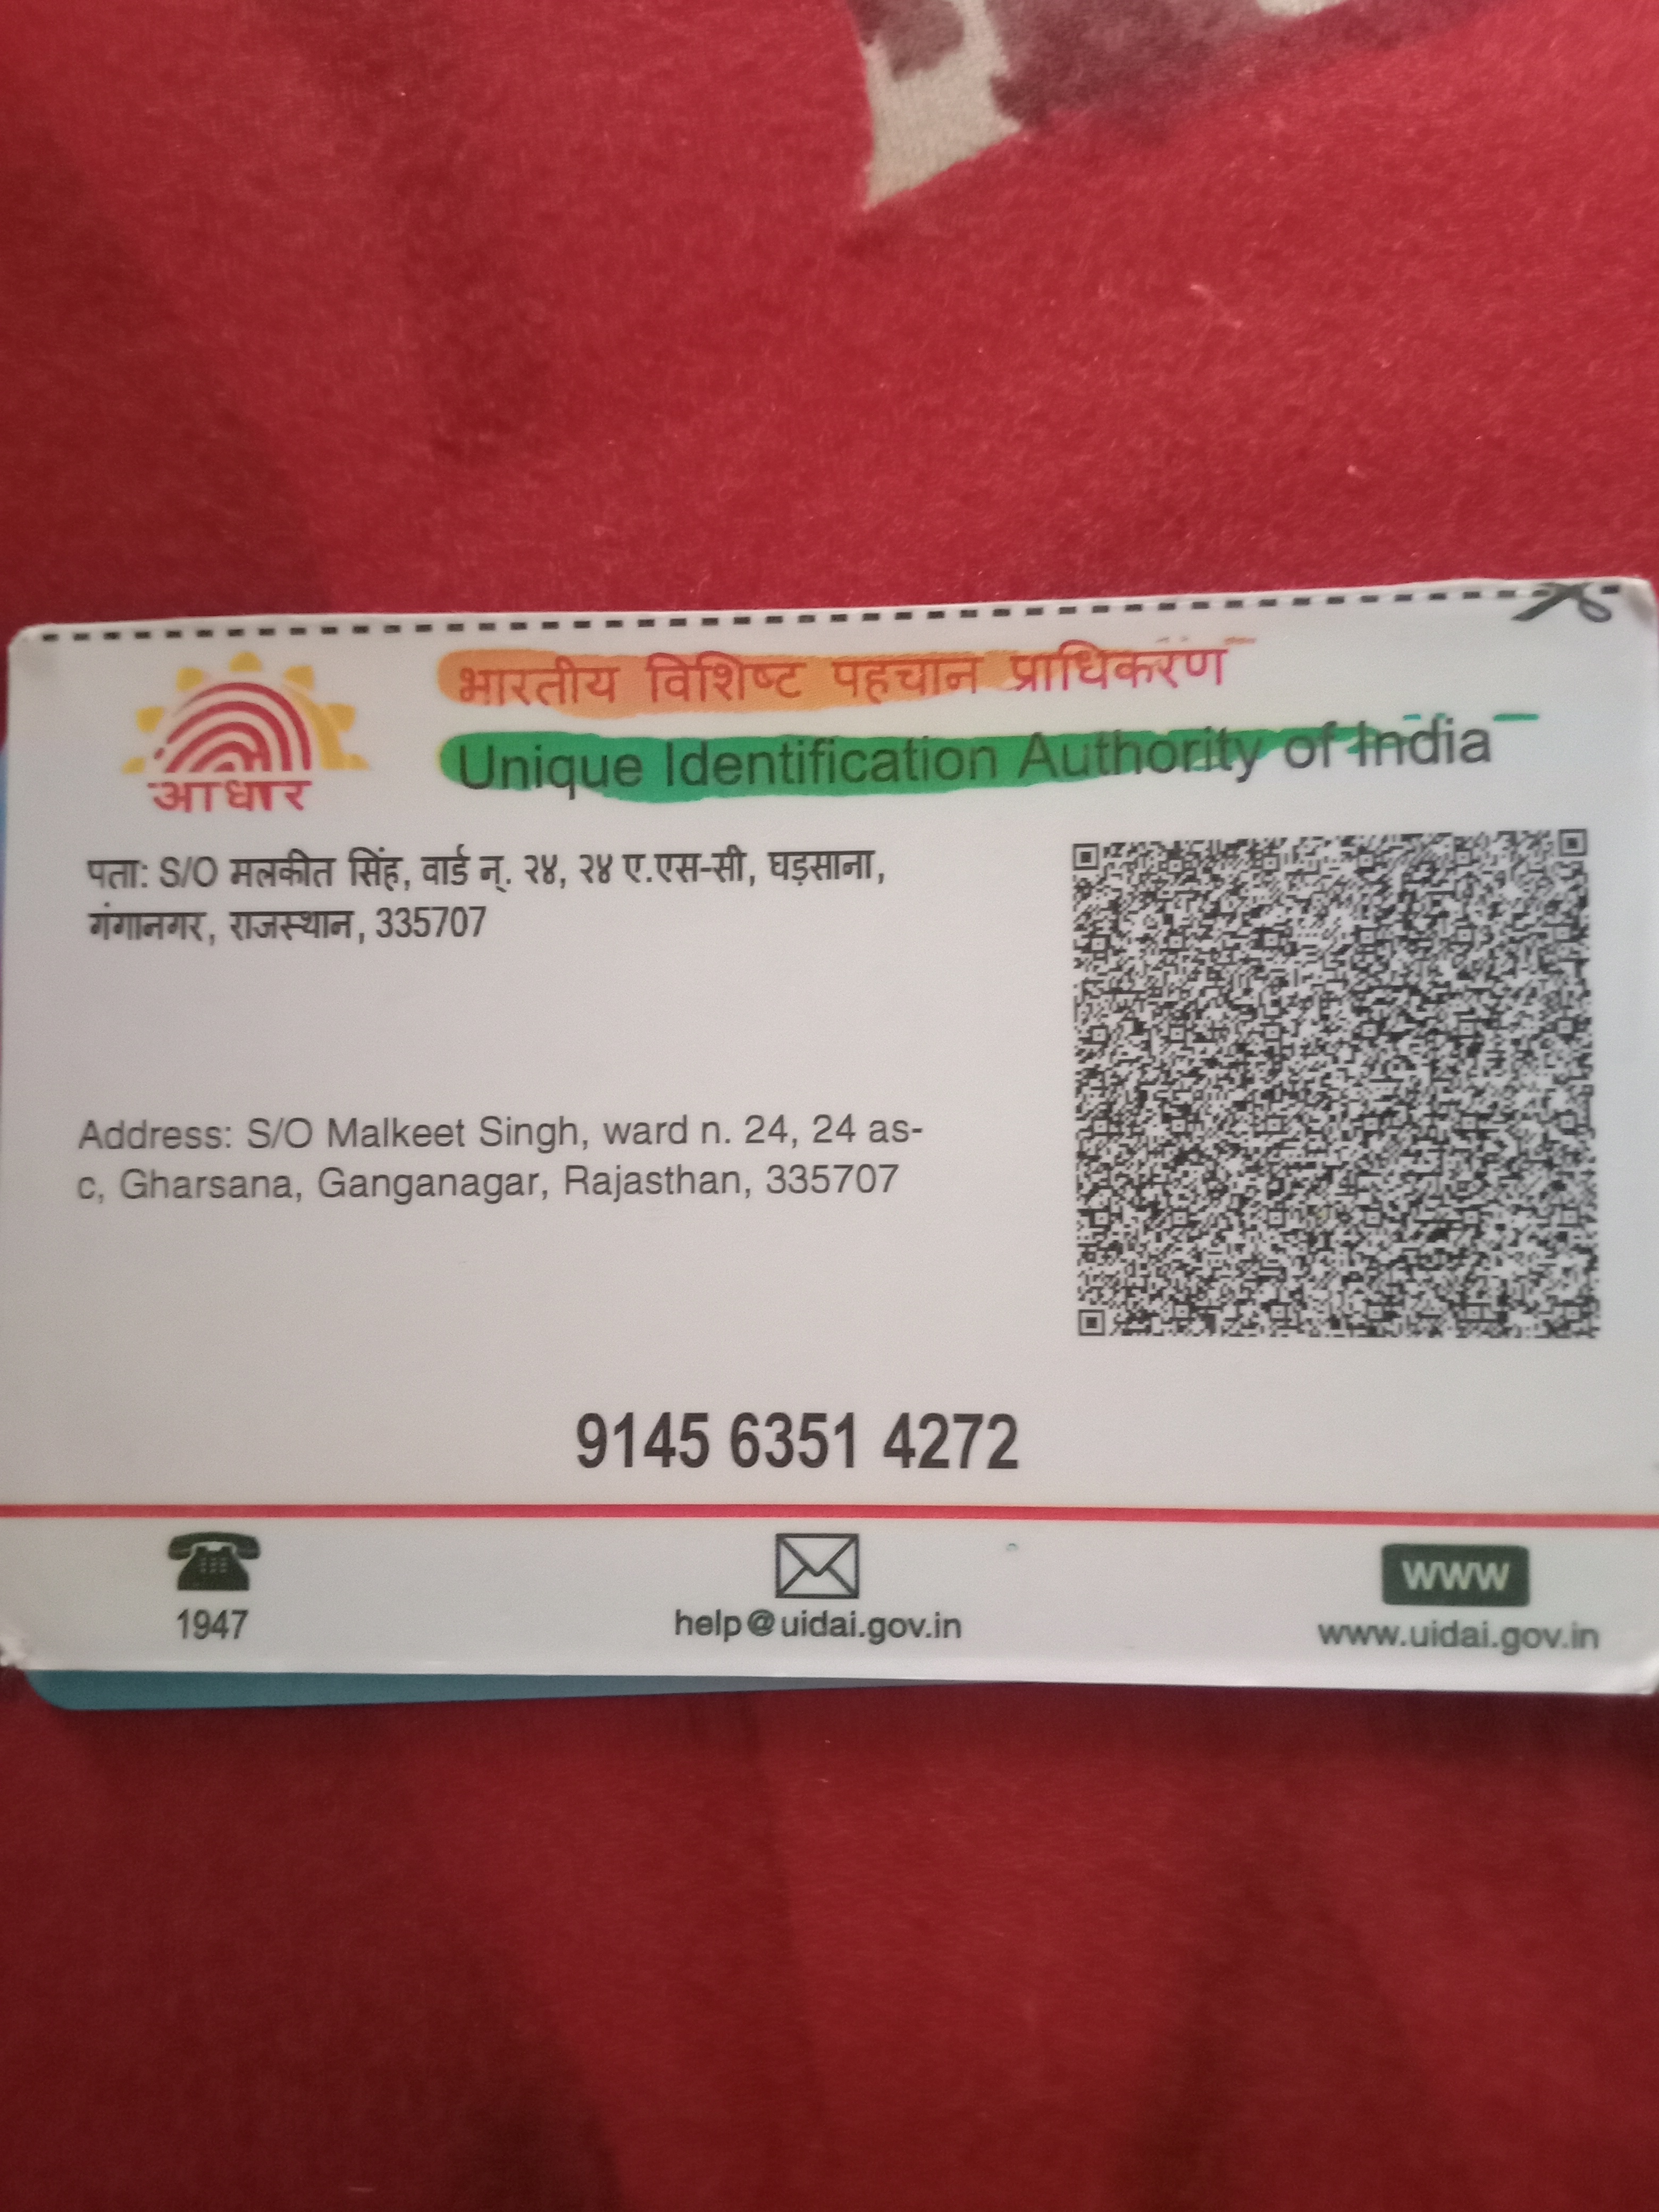 भारतीय विशिष्ट पहचान प्राधिकरण
Unique Identification Authority of India
आधार
पता: S/O मलकीत सिंह, वार्ड न्. २४, २४ ए.एस-सी, घड़साना,
गंगानगर, राजस्थान, 335707
Address: S/O Malkeet Singh, ward n. 24, 24 as-
c, Gharsana, Ganganagar, Rajasthan, 335707
9145 6351 4272
www
1947
help@uidai.gov.in
www.uidai.gov.in